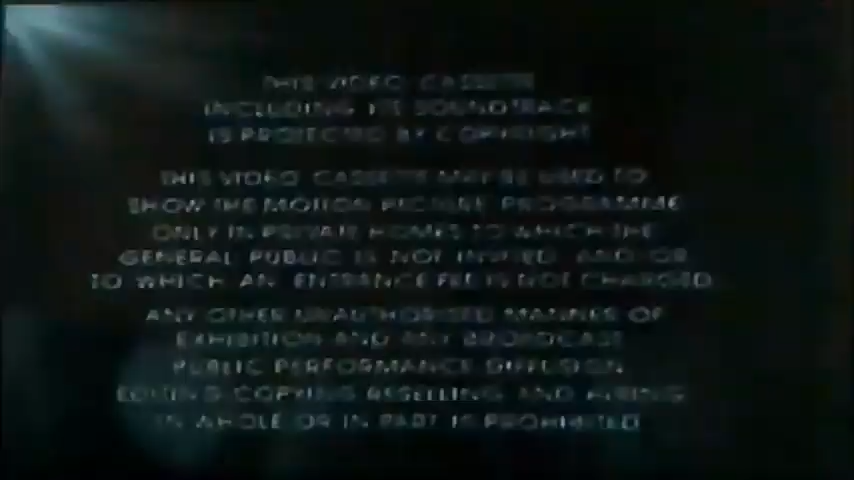 THIS VIDEO CASSETTE
INCLUDING ITS SOUNDTRACK
IS PROTECTED BY COPYRIGHT
THIS VIDEO CASSETTE MAY BE USED TO
SHOW THE MOTION PICTURE PROGRAMME
ONLY IN PRIVATE HOMES TO WHICH THE
GENERAL PUBLIC IS NOT INVITED AND/OR
TO WHICH AN ENTRANCE FEE IS NOT CHARGED
ANY OTHER UNAUTHORISED MANNER OF
EXHIBITION AND ANY BROADCAST
PUBLIC PERFORMANCE DIFFUSION
EDITING COPYING RESELLING AND HIRING
IN WHOLE OR IN PART IS PROHIBITED